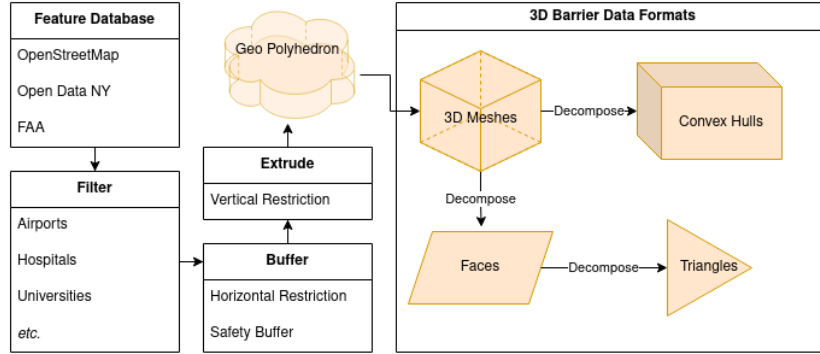 Feature Database
OpenStreetMap
Open Data NY
FAA
Filter
Airports
Hospitals
Universities
etc.
Geo Polyhedron
Extrude
Vertical Restriction
Buffer
Horizontal Restriction
Safety Buffer
3D Barrier Data Formats
3D Meshes
Decompose
Convex Hulls
Decompose
Faces
Decompose
Triangles